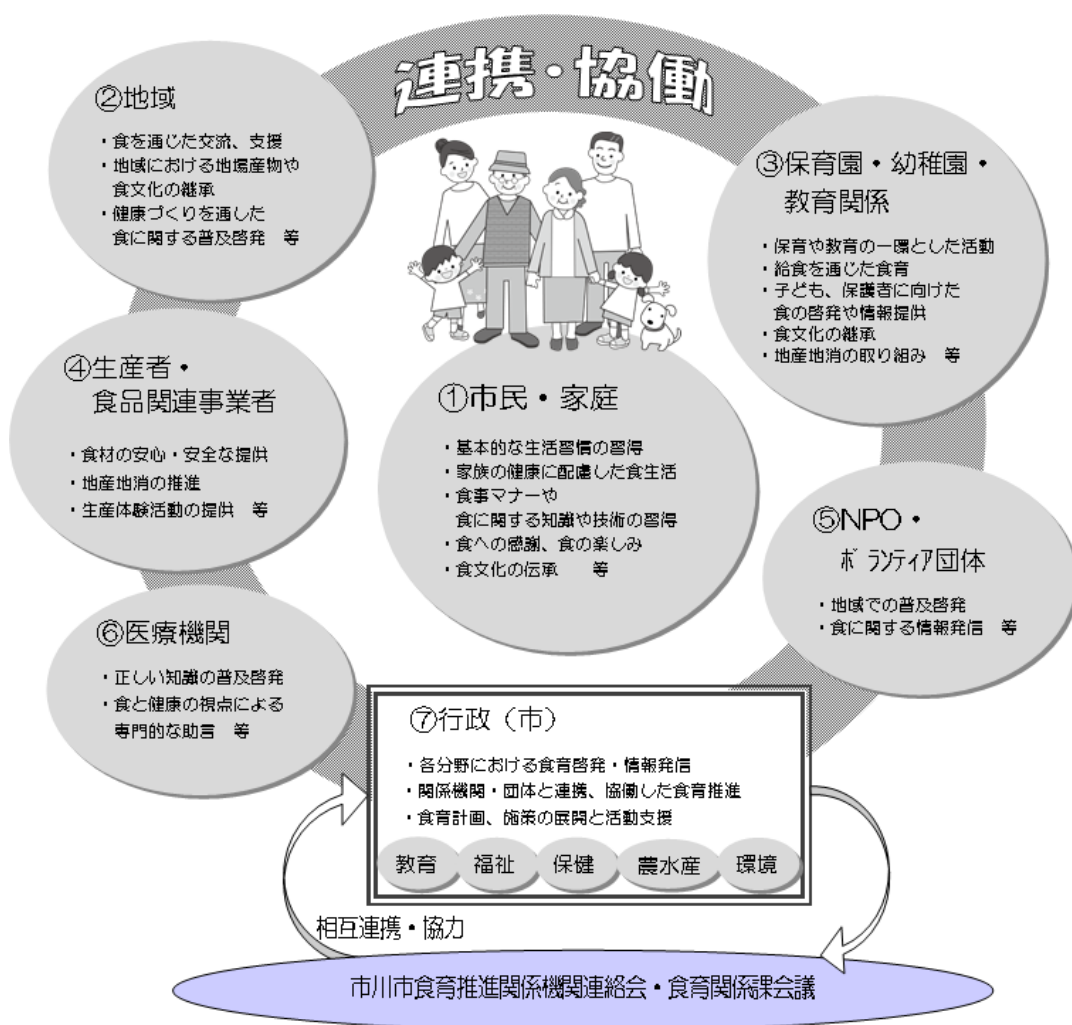 連携・協働
②地域
・食を通じた交流、支援
・地域における地場産物や
食文化の継承
・健康づくりを通した
食に関する普及啓発　等
③保育園・幼稚園・
教育関係
・保育や教育の一環とした活動
・給食を通じた食育
・子ども、保護者に向けた
食の啓発や情報提供
・食文化の継承
・地産地消の取り組み　等
④生産者・
食品関連事業者
・食材の安心・安全な提供
・地産地消の推進
・生産体験活動の提供　等
①市民・家庭
・基本的な生活習慣の習得
・家族の健康に配慮した食生活
・食事マナーや
食に関する知識や技術の習得
・食への感謝、食の楽しみ
・食文化の伝承　　等
⑤NPO・
ボランティア団体
・地域での普及啓発
・食に関する情報発信　等
⑥医療機関
・正しい知識の普及啓発
・食と健康の視点による
専門的な助言　等
⑦行政（市）
・各分野における食育啓発・情報発信
・関係機関・団体と連携、協働した食育推進
・食育計画、施策の展開と活動支援
教育　福祉　保健　農水産　環境
相互連携・協力
市川市食育推進関係機関連絡会・食育関係課会議